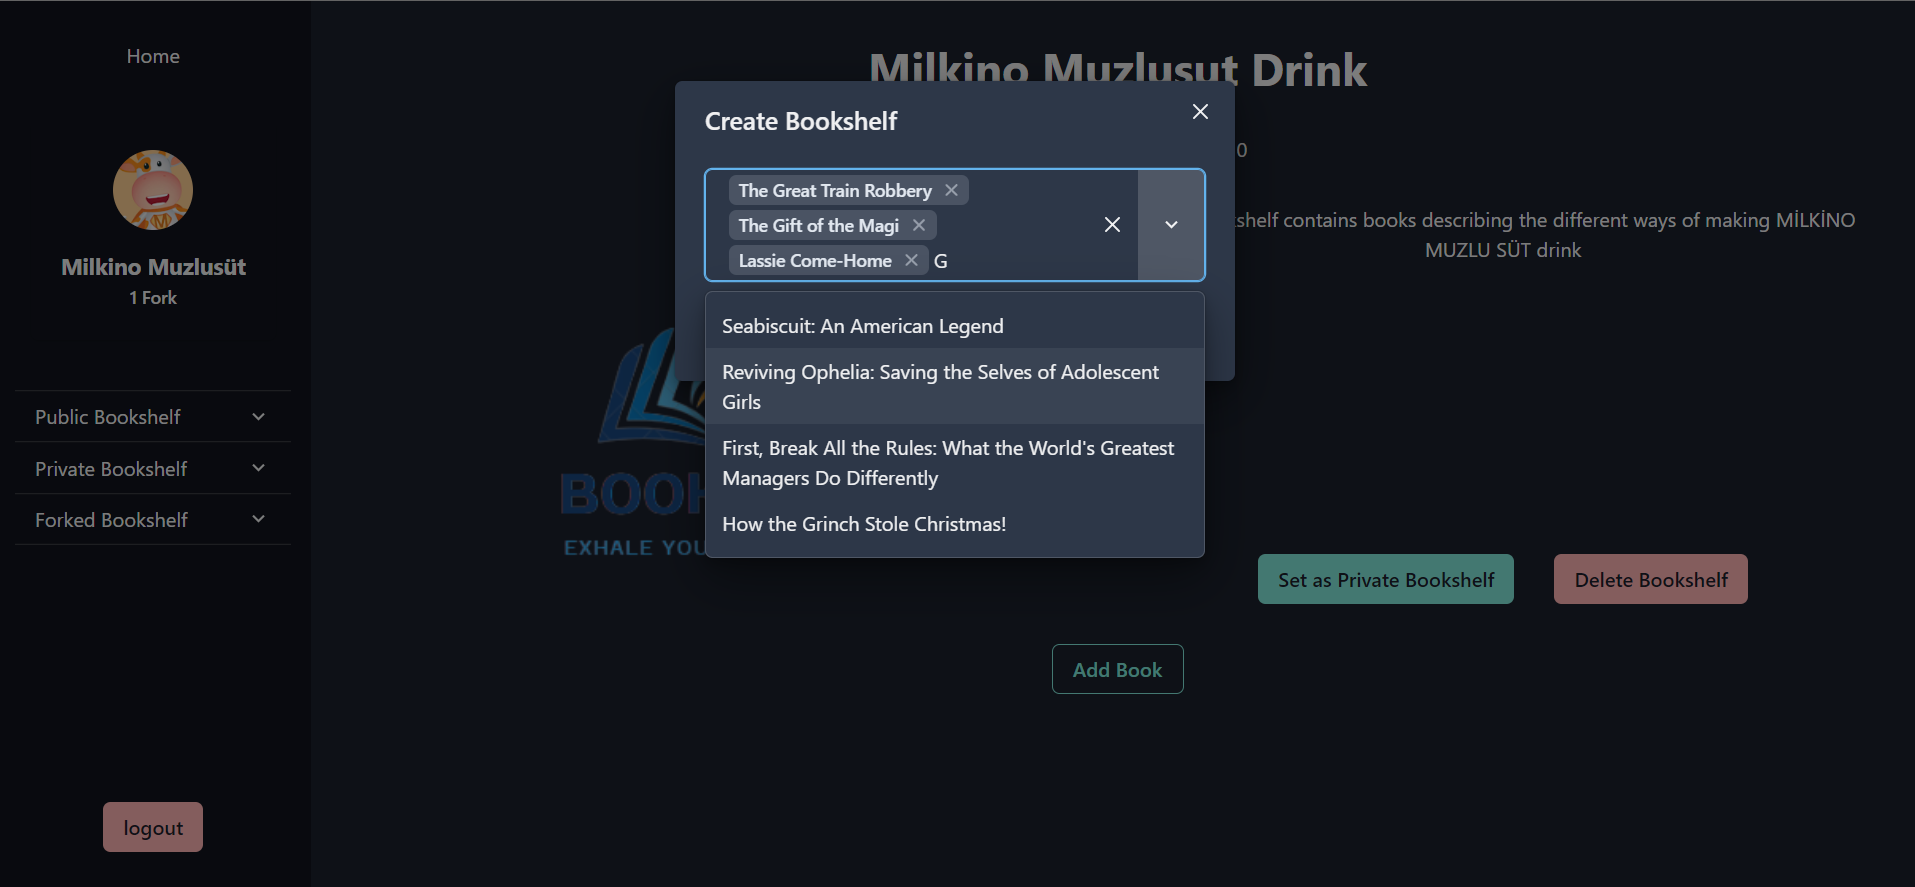 Home
Milkino Muzlusüt
1 Fork
Public Bookshelf
Private Bookshelf
Forked Bookshelf
logout
Milkino Muzlusut Drink
0
shelf contains books describing the different ways of making MİLKİNO
MUZLU SÜT drink
BOOK
EXHALE YOU
Create Bookshelf
The Great Train Robbery
The Gift of the Magi
Lassie Come-Home G
Seabiscuit: An American Legend
Reviving Ophelia: Saving the Selves of Adolescent
Girls
First, Break All the Rules: What the World's Greatest
Managers Do Differently
How the Grinch Stole Christmas!
Set as Private Bookshelf Delete Bookshelf
Add Book